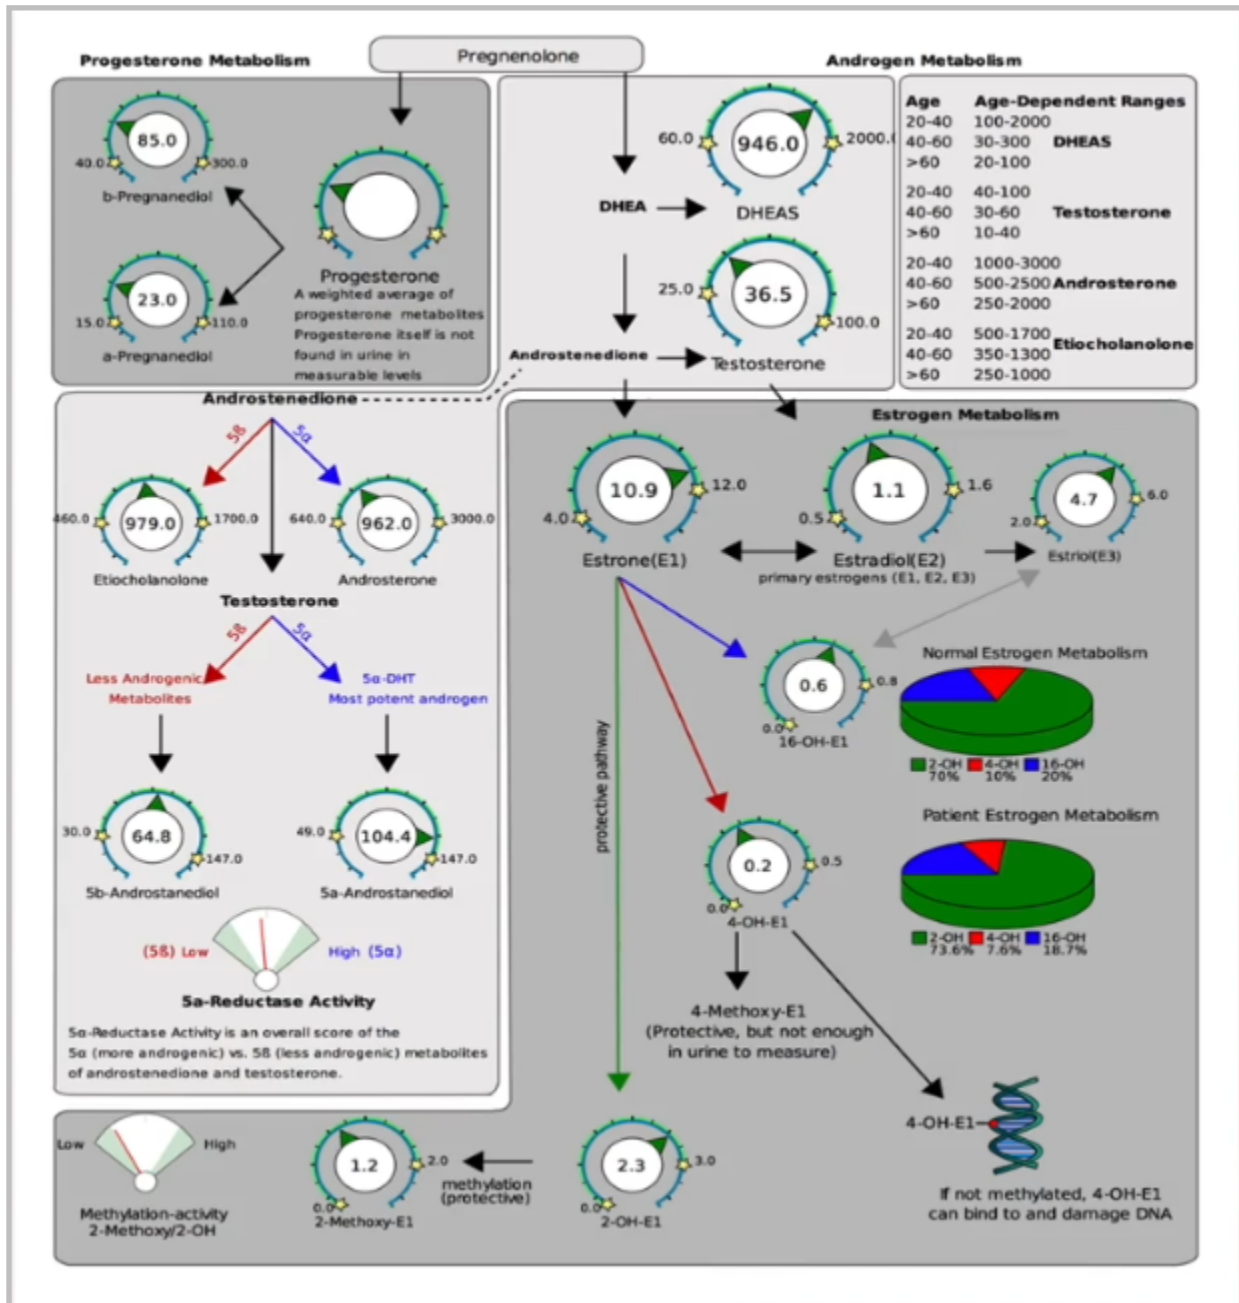 Pregnenolone
Progesterone Metabolism
85.0
40.0
300.0
b-Pregnanediol
23.0
15.0
110.0
a-Pregnanediol
Progesterone
A weighted average of
progesterone metabolites
Progesterone itself is not
found in urine in
measurable levels
Androgen Metabolism
DHEA
60.0
946.0
2000.0
DHEAS
25.0
36.5
100.0
Androstenedione
Testosterone
Age Age-Dependent Ranges
20-40 100-2000
40-60 30-300 DHEAS
>60 20-100
20-40 40-100
40-60 30-60 Testosterone
>60 10-40
20-40 1000-3000
40-60 500-2500 Androsterone
>60 250-2000
20-40 500-1700
40-60 350-1300 Etiocholanolone
>60 250-1000
Androstenedione
5ß
5α
460.0
979.0
1700.0
Etiocholanolone
640.0
962.0
3000.0
Androsterone
Testosterone
5ß
5α
Less Androgenic
Metabolites
5α-DHT
Most potent androgen
30.0
64.8
147.0
5b-Androstanediol
49.0
104.4
147.0
5a-Androstanediol
(5ß) Low
High (5α)
5a-Reductase Activity
5α-Reductase Activity is an overall score of the
5α (more androgenic) vs. 5ß (less androgenic) metabolites
of androstenedione and testosterone.
Estrogen Metabolism
4.0
10.9
12.0
Estrone(E1)
0.5
1.1
1.6
Estradiol(E2)
primary estrogens (E1, E2, E3)
2.0
4.7
6.0
Estriol(E3)
0.0
0.6
0.8
16-OH-E1
Normal Estrogen Metabolism
2-OH 4-OH 16-OH
70% 10% 20%
Patient Estrogen Metabolism
2-OH 4-OH 16-OH
73.6% 7.6% 18.7%
protective pathway
0.0
0.2
0.5
4-OH-E1
4-Methoxy-E1
(Protective, but not enough
in urine to measure)
4-OH-E1
If not methylated, 4-OH-E1
can bind to and damage DNA
Low
High
Methylation-activity
2-Methoxy/2-OH
0.0
1.2
2.0
2-Methoxy-E1
methylation
(protective)
0.0
2.3
3.0
2-OH-E1